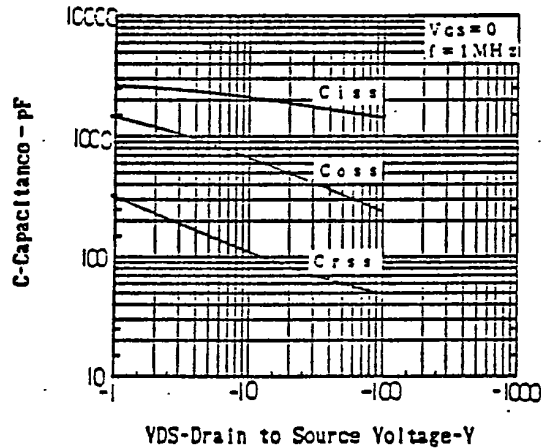 10000
VGS=0
f=1MHz
Ciss
1000
Coss
100
Crss
10
-1
-10
-100
-1000
C-Capacitance-pF
VDS-Drain to Source Voltage-V